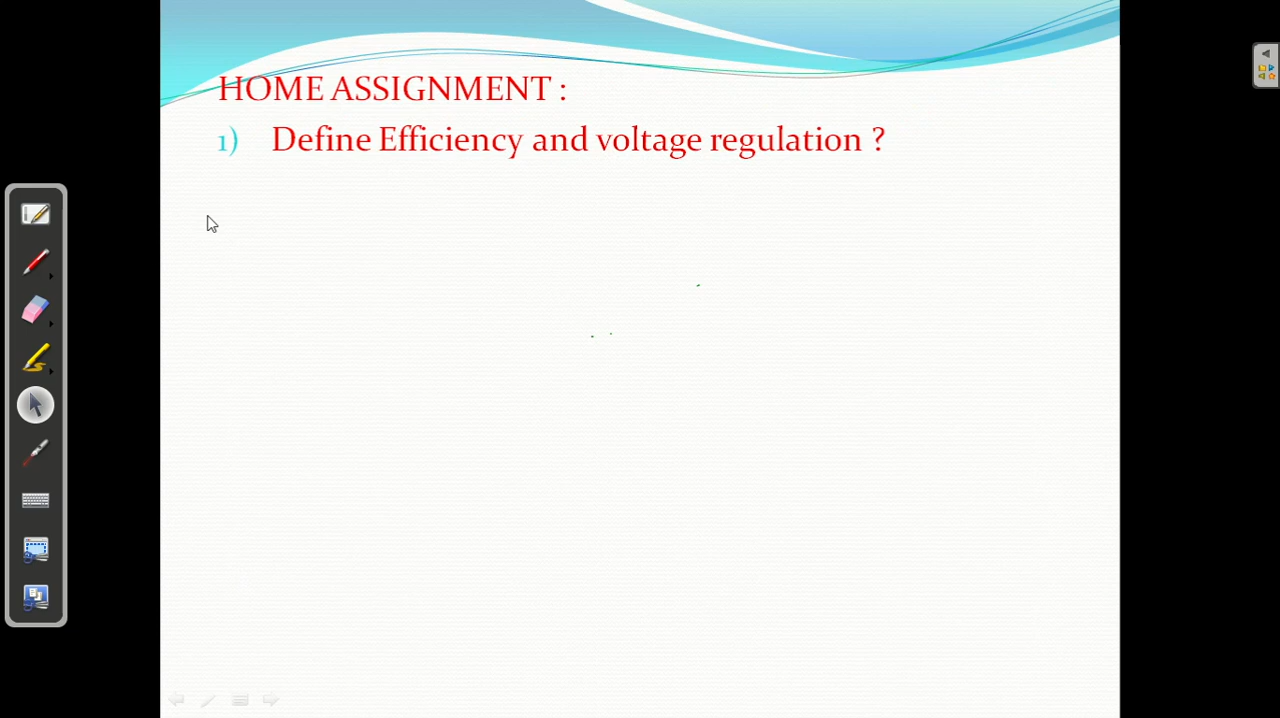 HOME ASSIGNMENT :
1) Define Efficiency and voltage regulation ?